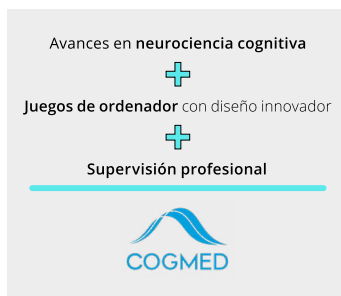 Avances en neurociencia cognitiva
+
Juegos de ordenador con diseño innovador
+
Supervisión profesional
COGMED